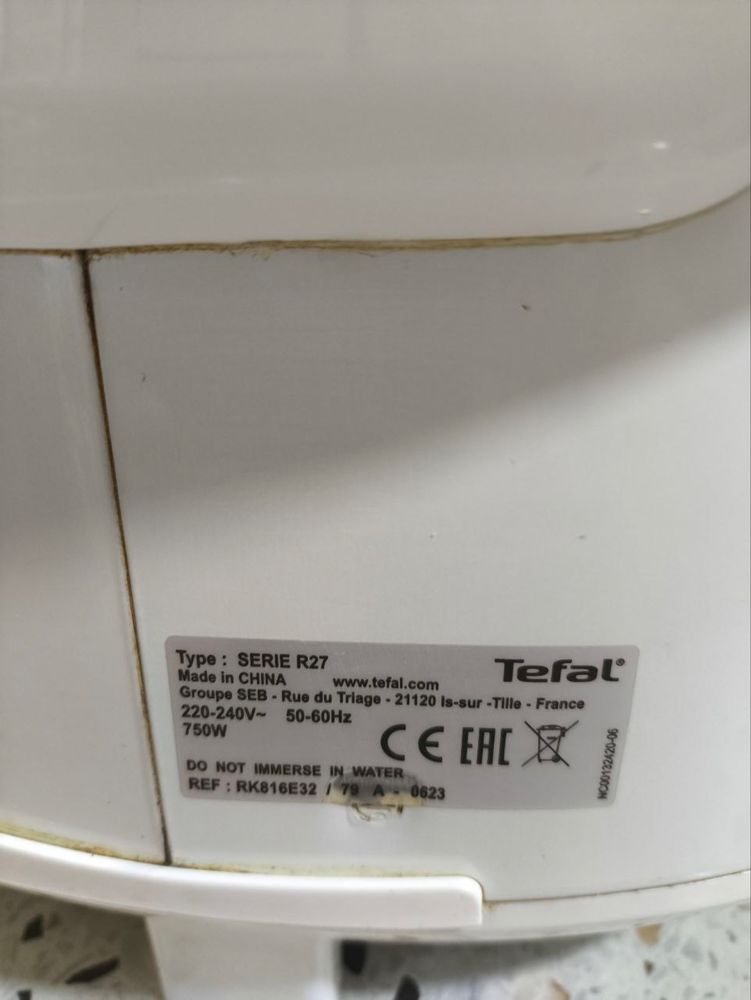 Type : SERIE R27
Tefal®
Made in CHINA www.tefal.com
Groupe SEB - Rue du Triage - 21120 Is-sur -Tille - France
220-240V~ 50-60Hz
750W
CE EAC
DO NOT IMMERSE IN WATER
REF : RK816E32 / 79 A - 0623
NC00132420-06